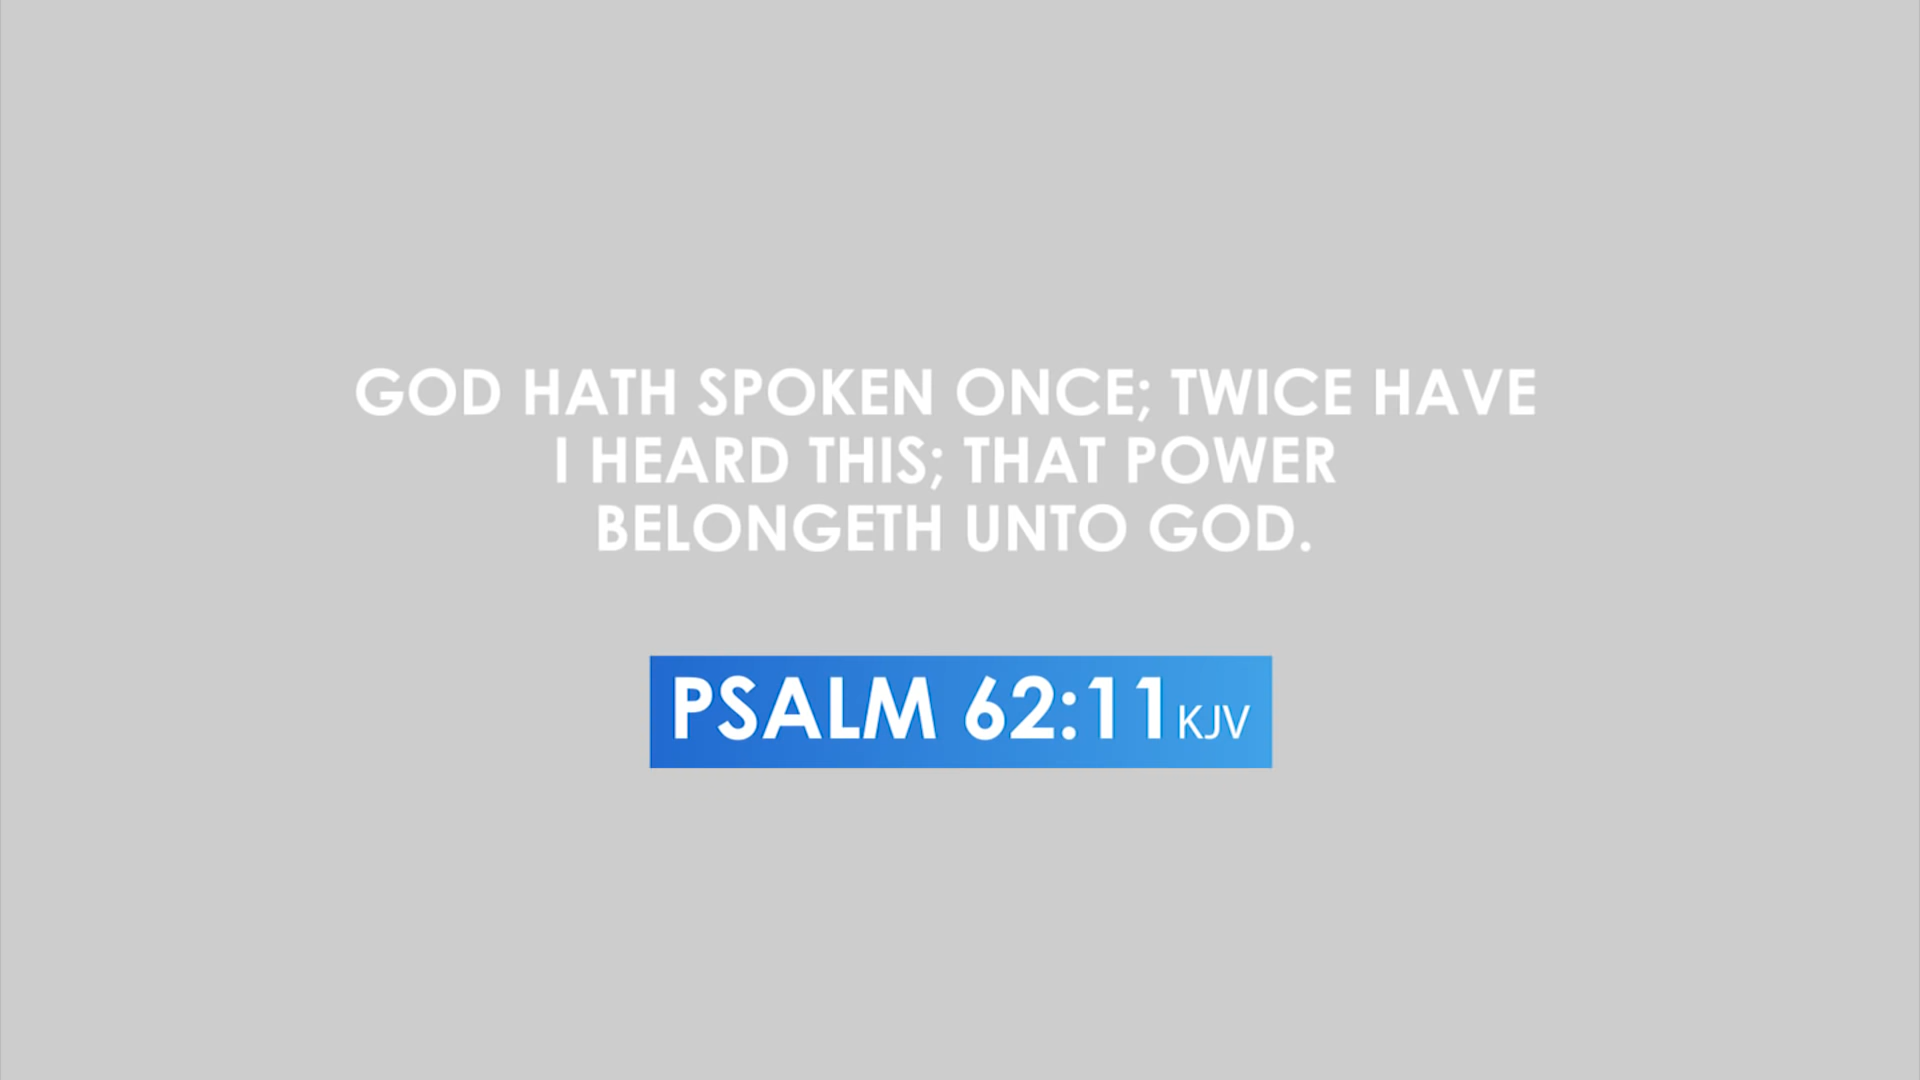 GOD HATH SPOKEN ONCE; TWICE HAVE
I HEARD THIS; THAT POWER
BELONGETH UNTO GOD.
PSALM 62:11 KJV